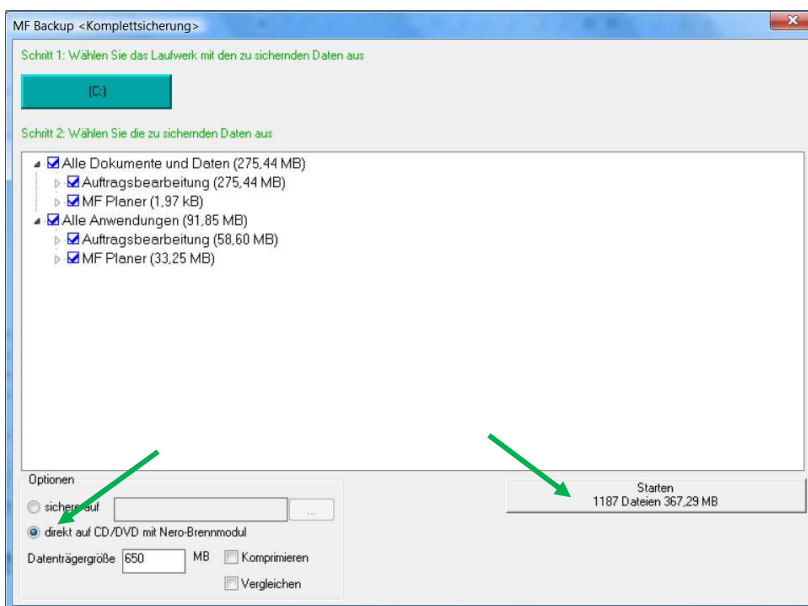 MF Backup <Komplettsicherung>
Schritt 1: Wählen Sie das Laufwerk mit den zu sichernden Daten aus
(C:)
Schritt 2: Wählen Sie die zu sichernden Daten aus
Alle Dokumente und Daten (275,44 MB)
Auftragsbearbeitung (275,44 MB)
MF Planer (1,97 kB)
Alle Anwendungen (91,85 MB)
Auftragsbearbeitung (58,60 MB)
MF Planer (33,25 MB)
Optionen
sichere auf ...
direkt auf CD/DVD mit Nero-Brennmodul
Datenträgergröße 650 MB Komprimieren
Vergleichen
Starten
1187 Dateien 367,29 MB